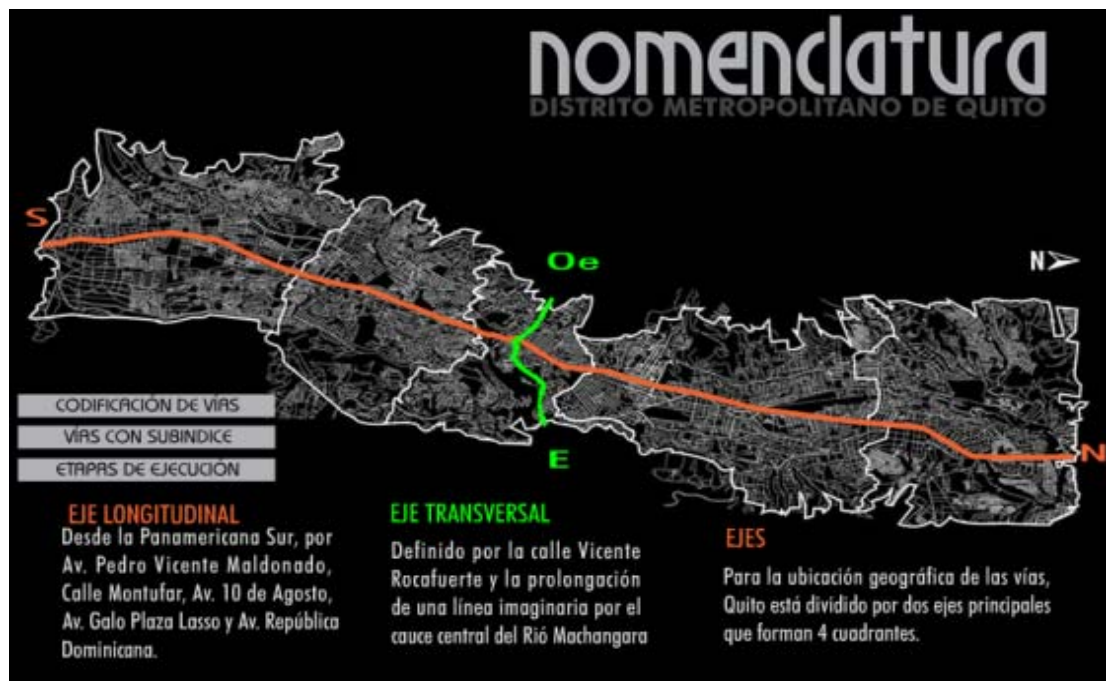 nomenclatura
DISTRITO METROPOLITANO DE QUITO
S
Oe
N
E
N
CODIFICACIÓN DE VÍAS
VÍAS CON SUBINDICE
ETAPAS DE EJECUCIÓN
EJE LONGITUDINAL
Desde la Panamericana Sur, por
Av. Pedro Vicente Maldonado,
Calle Montufar, Av. 10 de Agosto,
Av. Galo Plaza Lasso y Av. República
Dominicana.
EJE TRANSVERSAL
Definido por la calle Vicente
Rocafuerte y la prolongación
de una línea imaginaria por el
cauce central del Rió Machangara
EJES
Para la ubicación geográfica de las vías,
Quito está dividido por dos ejes principales
que forman 4 cuadrantes.